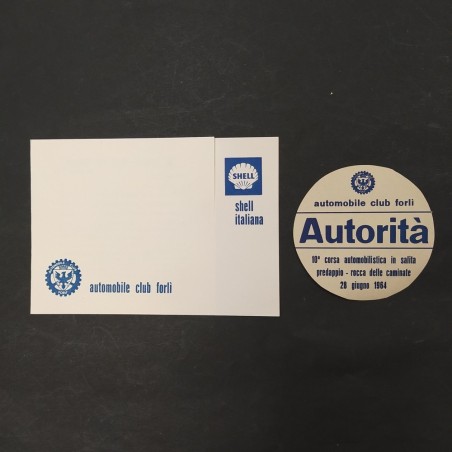 SHELL
shell
italiana
automobile club forlì
automobile club forlì
Autorità
10ª corsa automobilistica in salita
predappio - rocca delle caminate
28 giugno 1964